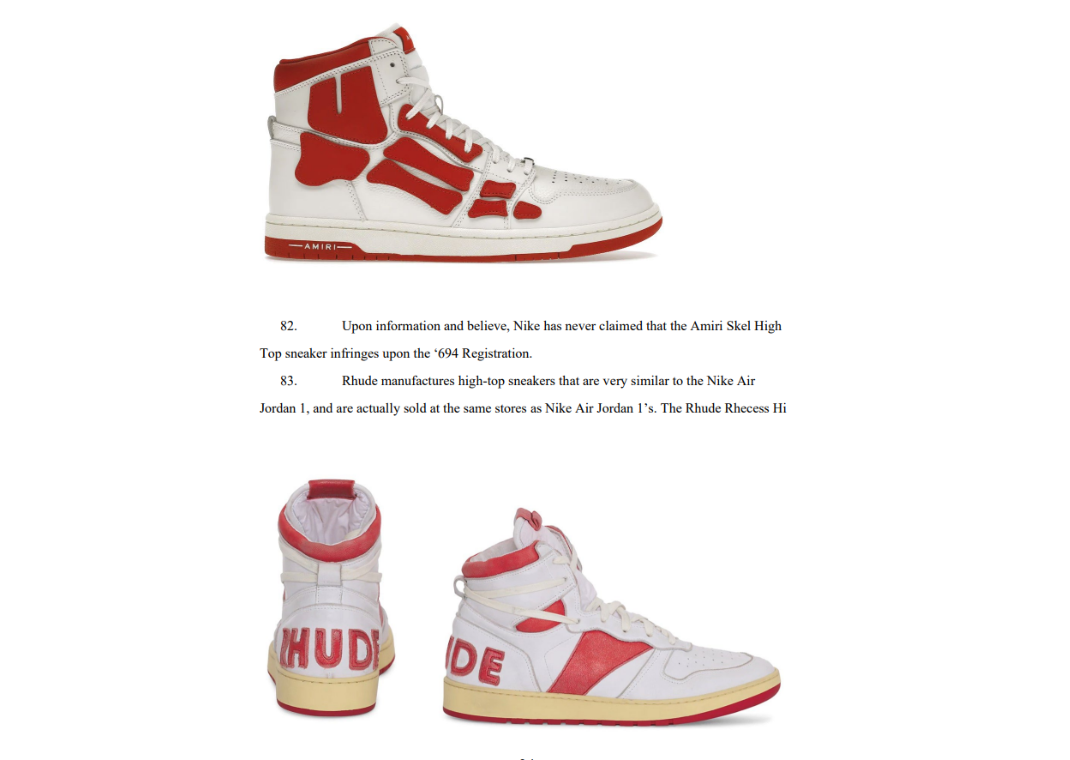 AMIRI
82. Upon information and believe, Nike has never claimed that the Amiri Skel High
Top sneaker infringes upon the ‘694 Registration.
83. Rhude manufactures high-top sneakers that are very similar to the Nike Air
Jordan 1, and are actually sold at the same stores as Nike Air Jordan 1’s. The Rhude Rhecess Hi
RHUDE
DE